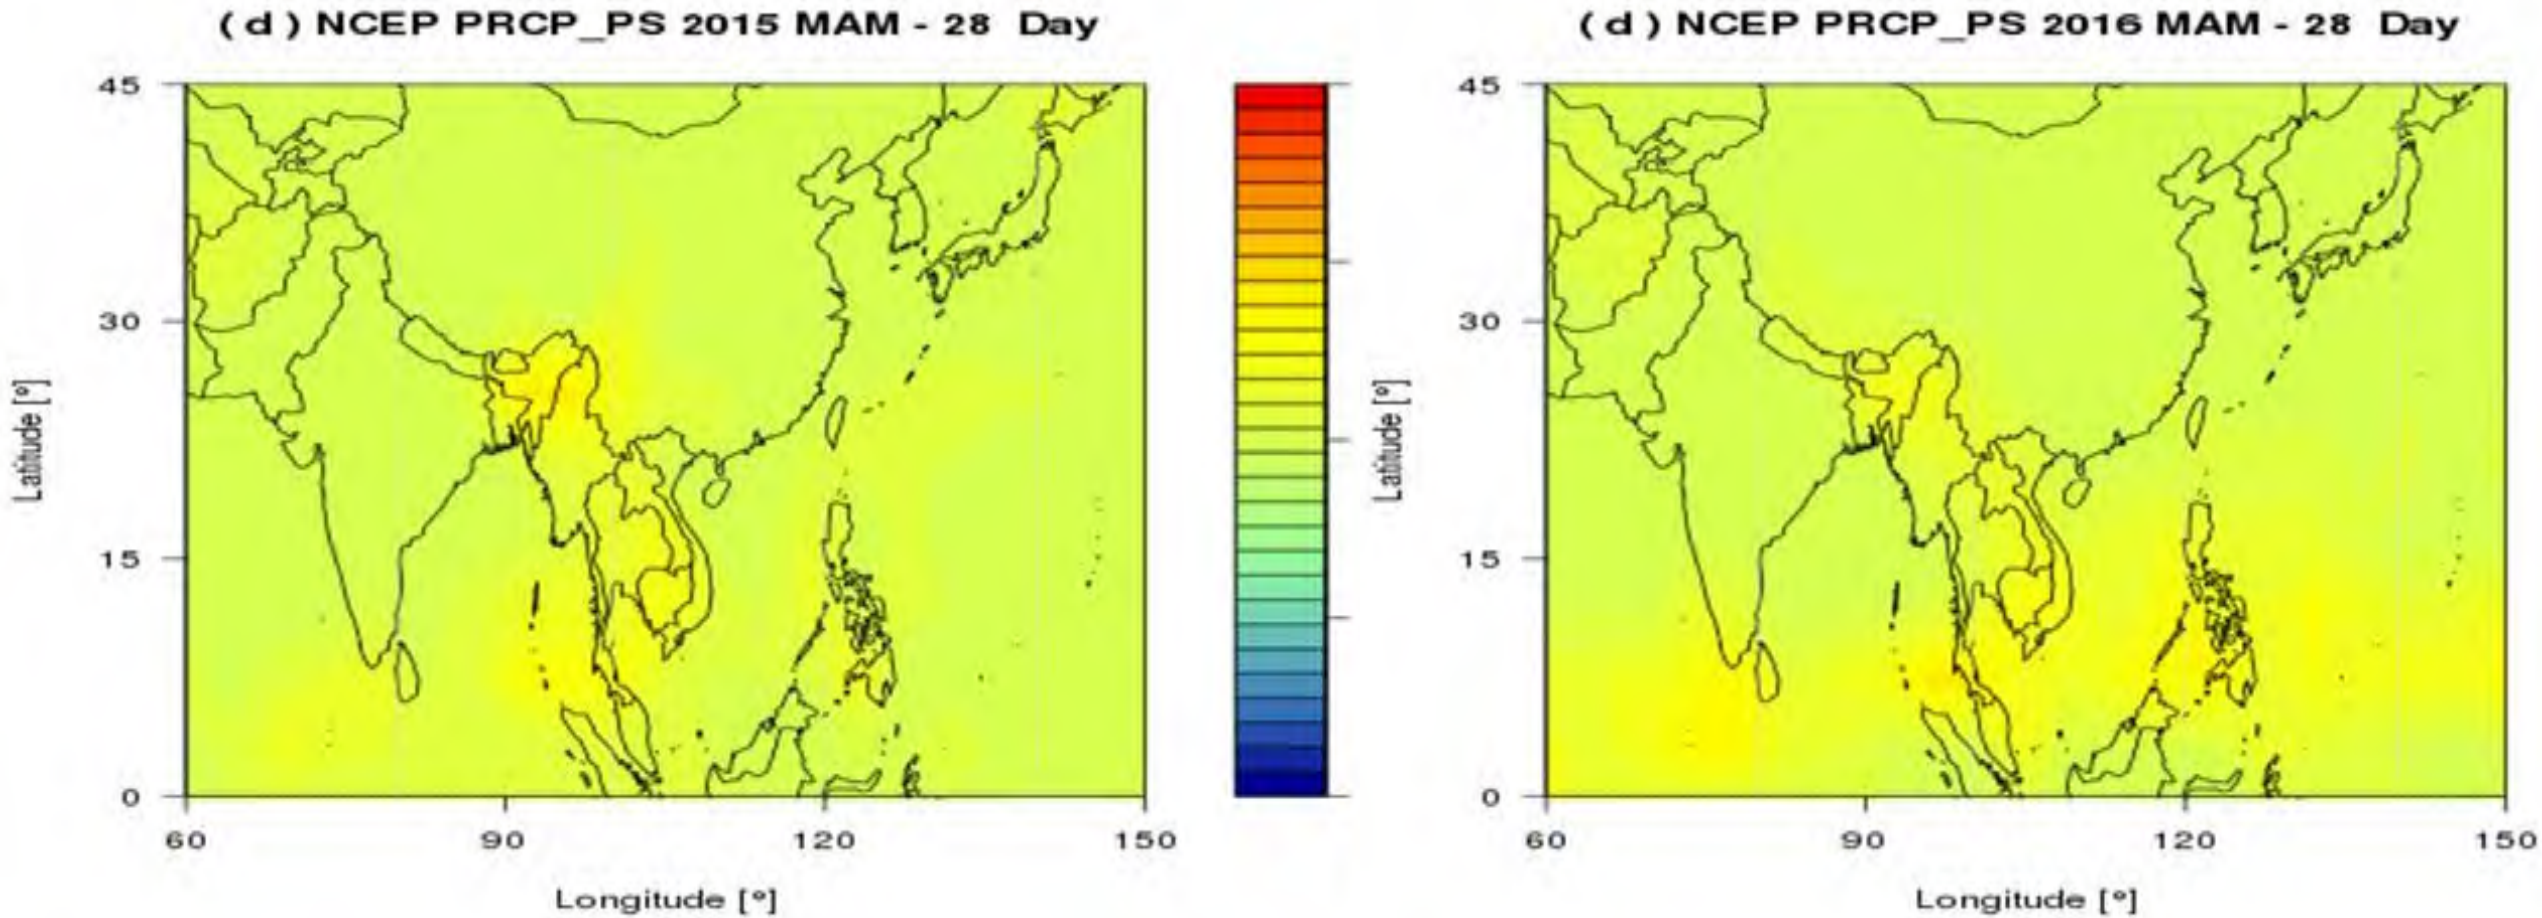 ( d ) NCEP PRCP_PS 2015 MAM - 28 Day
45
30
15
0
60 90 120 150
Latitude [°]
Longitude [°]
( d ) NCEP PRCP_PS 2016 MAM - 28 Day
45
30
15
0
60 90 120 150
Latitude [°]
Longitude [°]